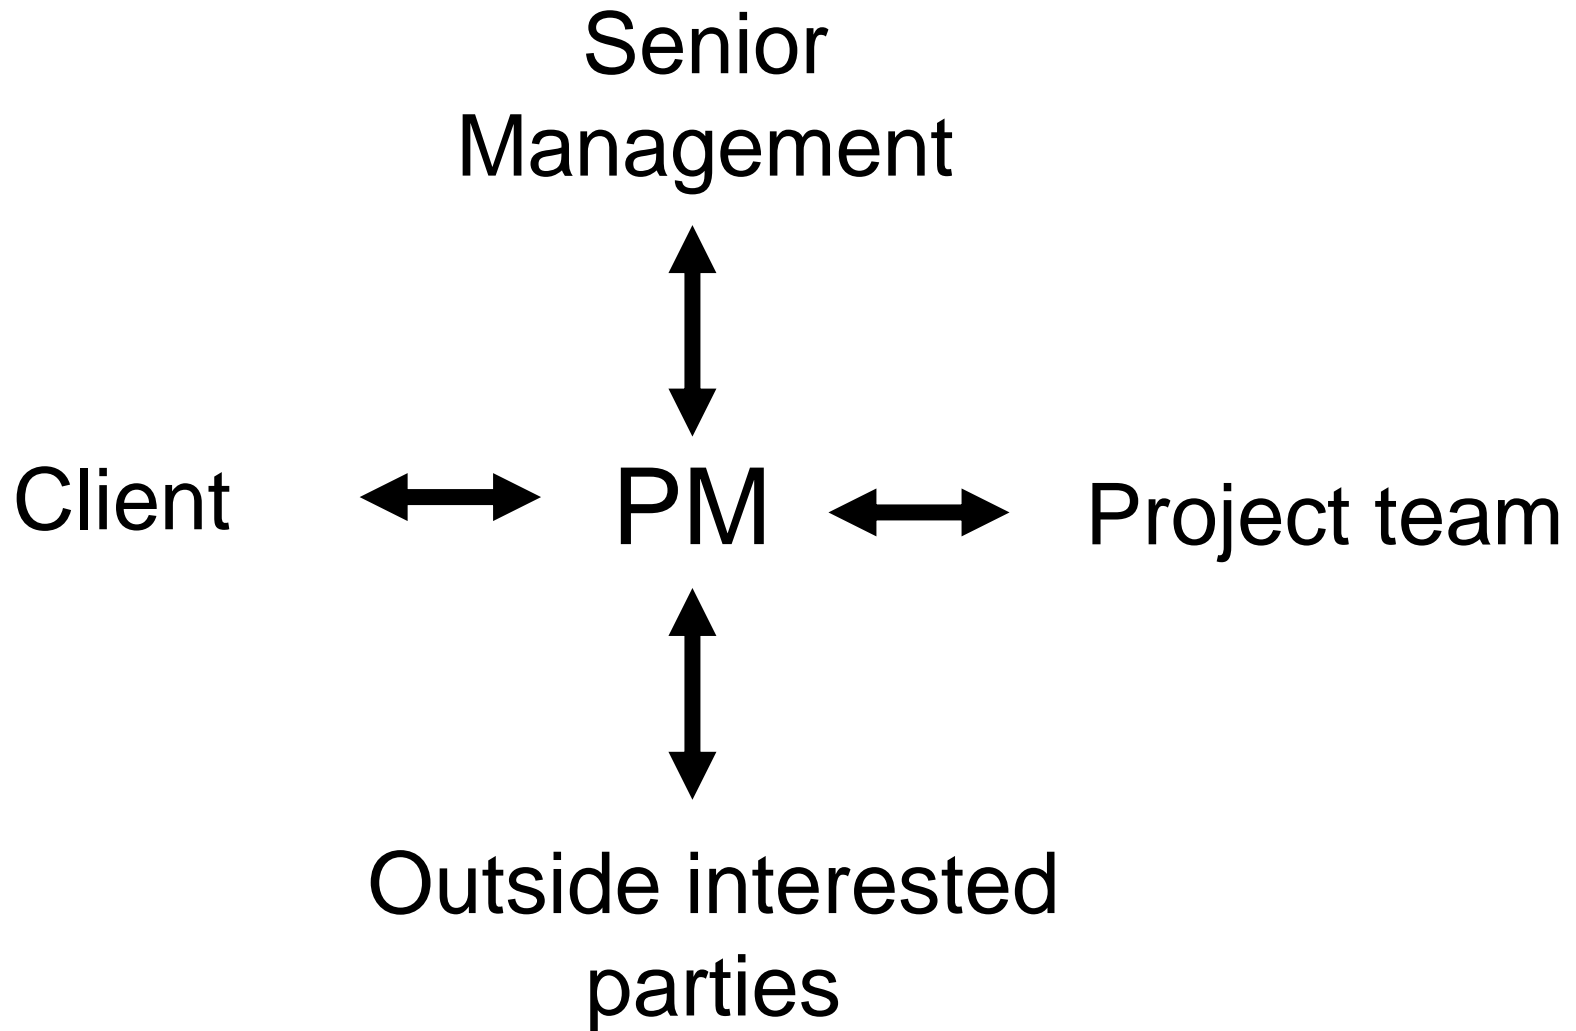 Senior
Management
Client
PM
Project team
Outside interested
parties